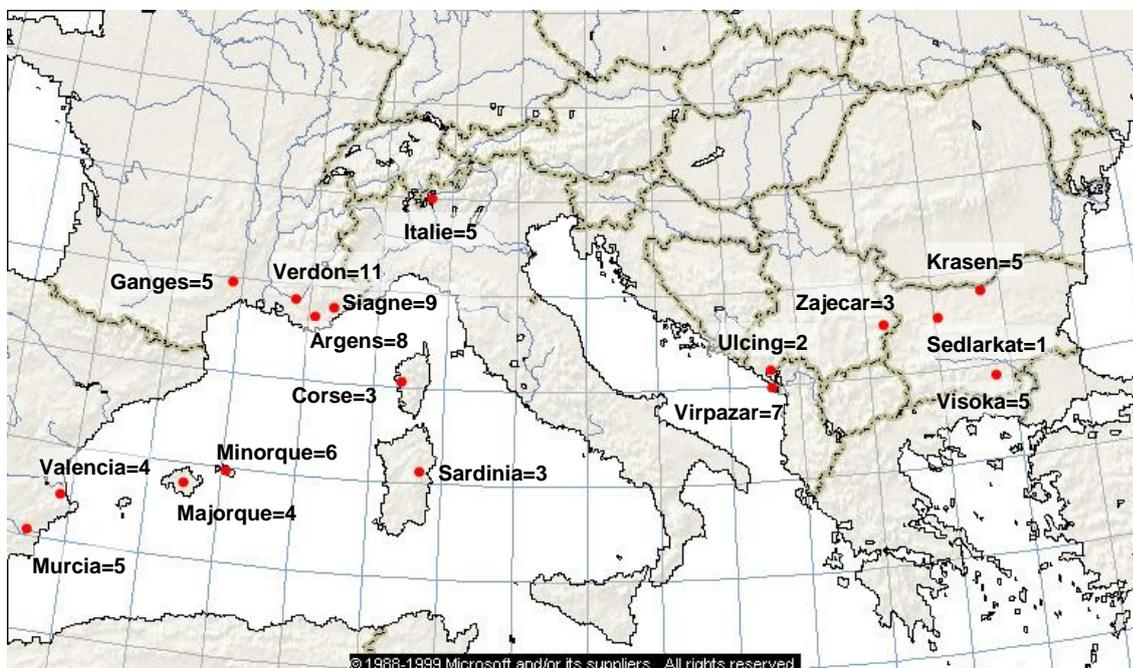 Italie=5
Ganges=5
Verdon=11
Siagne=9
Argens=8
Krasen=5
Zajecar=3
Ulcing=2
Sedlarkat=1
Corse=3
Virpazar=7
Visoka=5
Minorque=6
Valencia=4
Sardinia=3
Majorque=4
Murcia=5
© 1988-1999 Microsoft and/or its suppliers. All rights reserved.